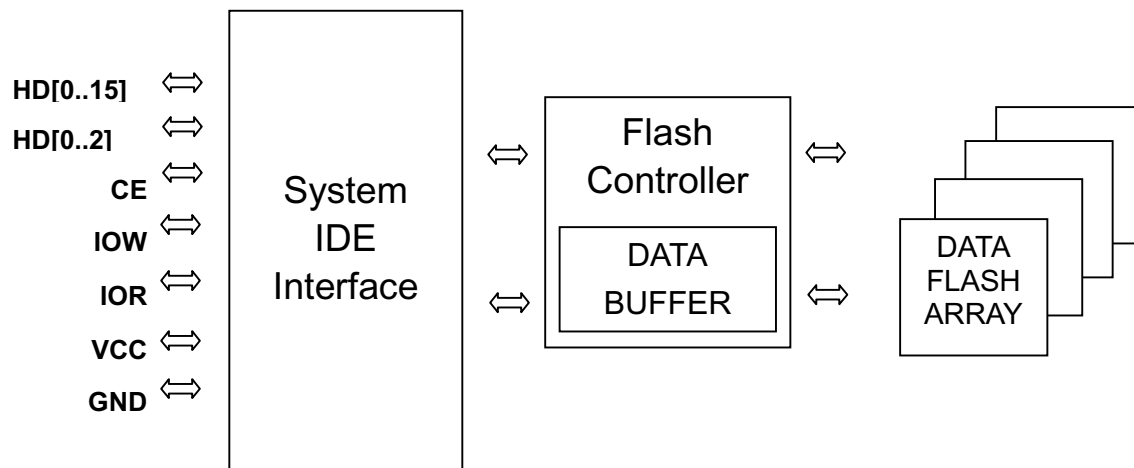 HD[0..15]
HD[0..2]
CE
IOW
IOR
VCC
GND
System
IDE
Interface
Flash
Controller
DATA
BUFFER
DATA
FLASH
ARRAY